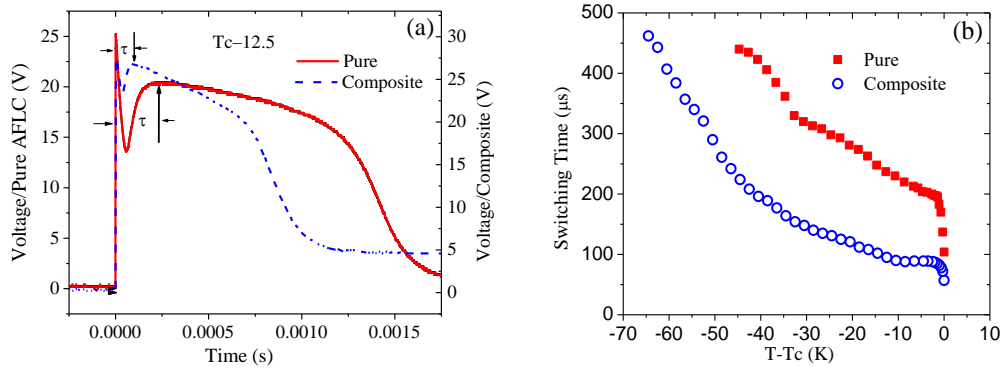 (a)
Tc−12.5
Pure
Composite
τ
τ
Voltage/Pure AFLC (V)
25
20
15
10
5
0
Voltage/Composite (V)
30
25
20
15
10
5
0
0.0000 0.0005 0.0010 0.0015
Time (s)
(b)
Pure
Composite
Switching Time (μs)
500
400
300
200
100
0
-70 -60 -50 -40 -30 -20 -10 0 10
T-Tc (K)